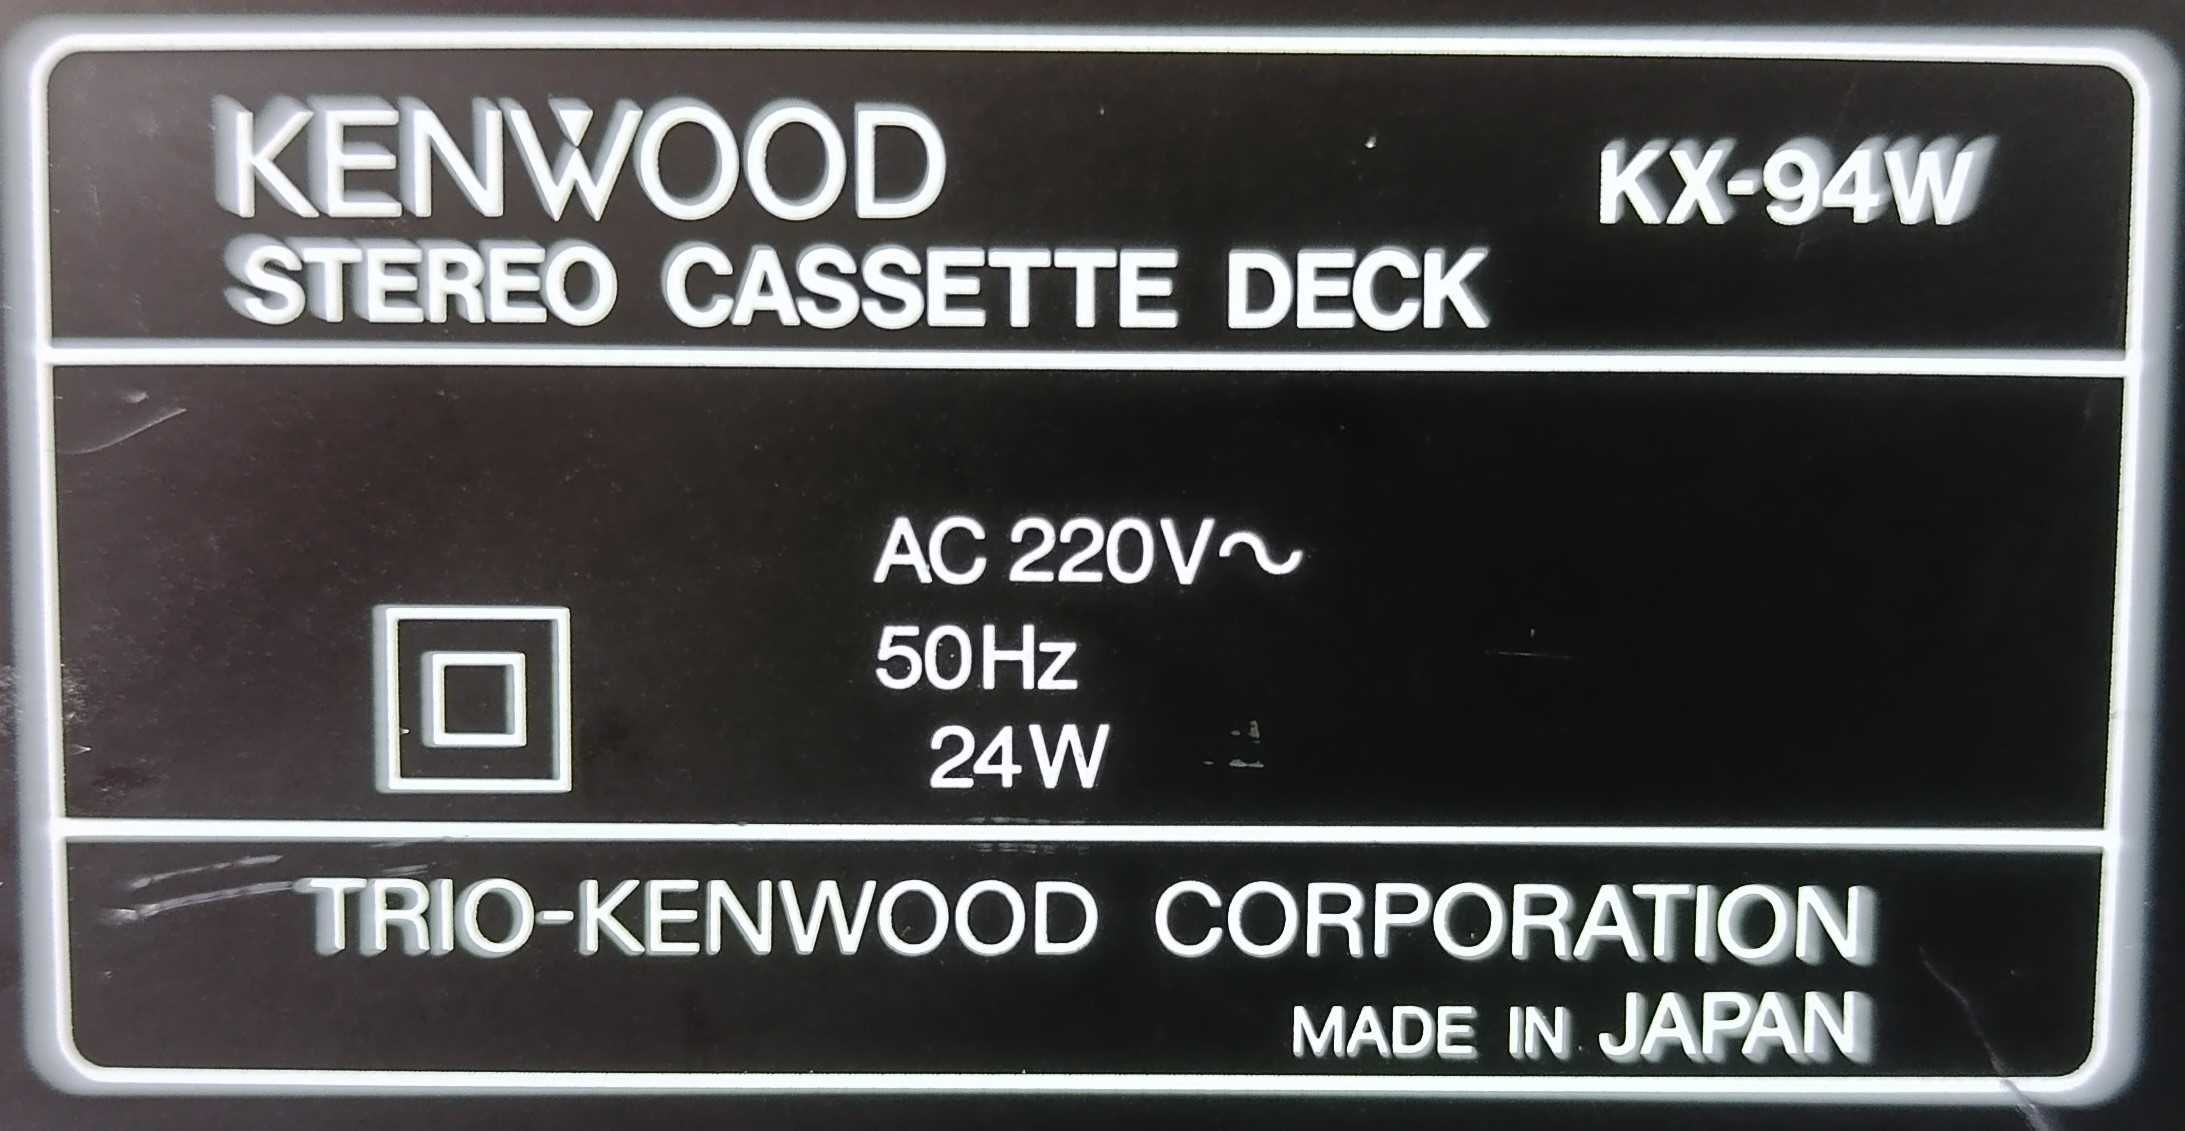 KENWOOD
KX-94W
STEREO CASSETTE DECK
AC 220V~
50Hz
24W
TRIO-KENWOOD CORPORATION
MADE IN JAPAN